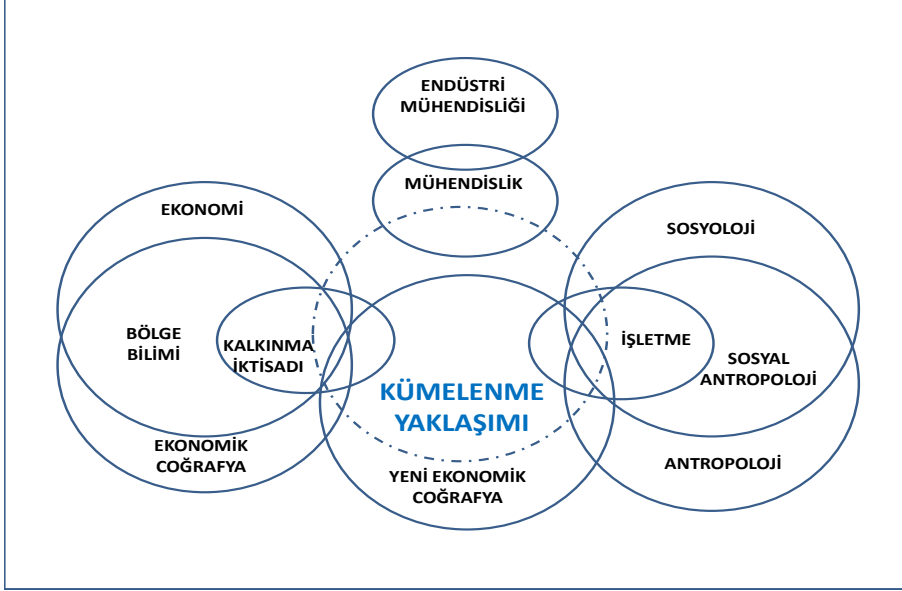 ENDÜSTRİ
MÜHENDİSLİĞİ
MÜHENDİSLİK
EKONOMİ
BÖLGE
BİLİMİ
KALKINMA
İKTİSADI
EKONOMİK
COĞRAFYA
KÜMELENME
YAKLAŞIMI
YENİ EKONOMİK
COĞRAFYA
SOSYOLOJİ
İŞLETME
SOSYAL
ANTROPOLOJİ
ANTROPOLOJİ